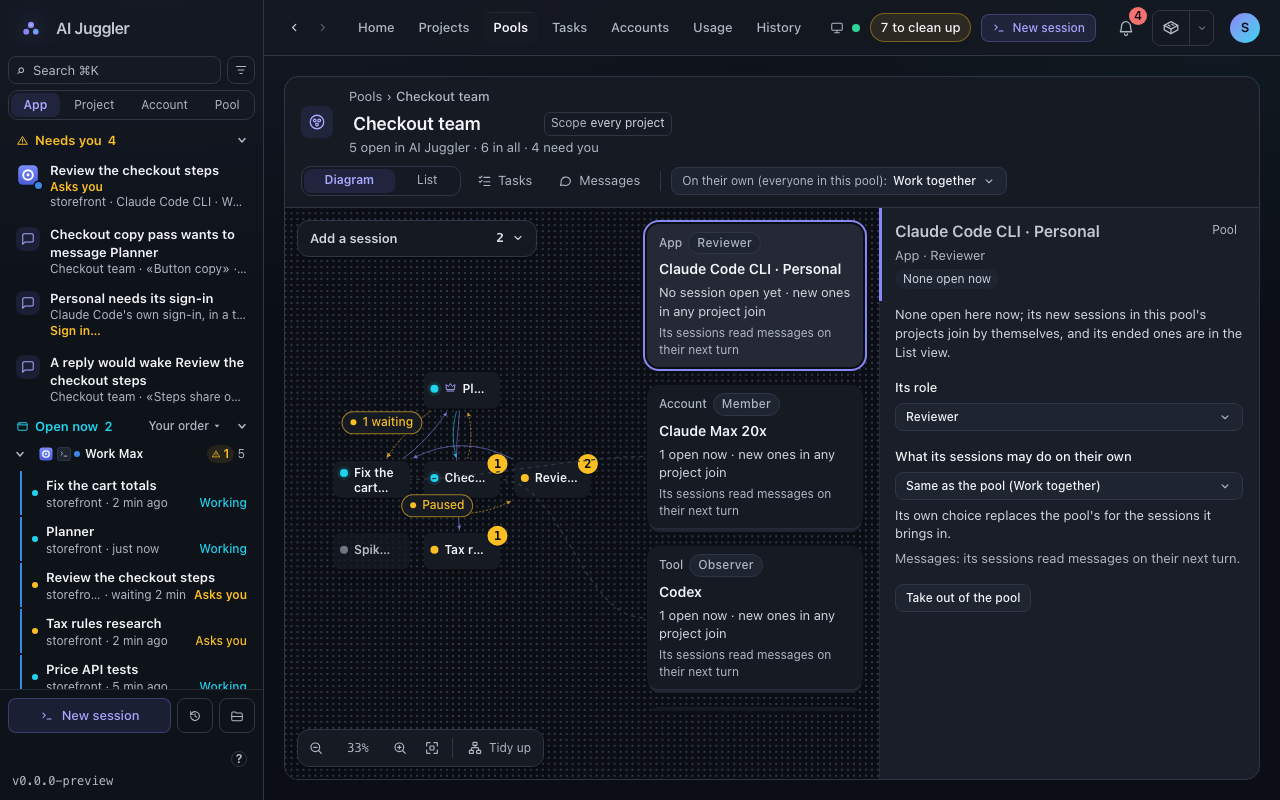 AI Juggler
Search ⌘K
App
Project
Account
Pool
Needs you 4
Review the checkout steps
Asks you
storefront · Claude Code CLI · W...
Checkout copy pass wants to
message Planner
Checkout team · «Button copy» ·...
Personal needs its sign-in
Claude Code's own sign-in, in a t...
Sign in...
A reply would wake Review the
checkout steps
Checkout team · «Steps share o...
Open now 2
Your order
Work Max
1
5
Fix the cart totals
storefront · 2 min ago
Working
Planner
storefront · just now
Working
Review the checkout steps
storefro... · waiting 2 min
Asks you
Tax rules research
storefront · 2 min ago
Asks you
Price API tests
storefront · 5 min ago
Working
New session
?
v0.0.0-preview
Home
Projects
Pools
Tasks
Accounts
Usage
History
7 to clean up
New session
4
S
Pools › Checkout team
Checkout team
Scope every project
5 open in AI Juggler · 6 in all · 4 need you
Diagram
List
Tasks
Messages
On their own (everyone in this pool): Work together
Add a session
2
Pl...
1 waiting
Fix the
cart...
Chec...
1
Revie...
2
Paused
Spik...
Tax r...
1
33%
Tidy up
App
Reviewer
Claude Code CLI · Personal
No session open yet · new ones
in any project join
Its sessions read messages on
their next turn
Account
Member
Claude Max 20x
1 open now · new ones in any
project join
Its sessions read messages on
their next turn
Tool
Observer
Codex
1 open now · new ones in any
project join
Its sessions read messages on
their next turn
Claude Code CLI · Personal
Pool
App · Reviewer
None open now
None open here now; its new sessions in this pool's
projects join by themselves, and its ended ones are in the
List view.
Its role
Reviewer
What its sessions may do on their own
Same as the pool (Work together)
Its own choice replaces the pool's for the sessions it
brings in.
Messages: its sessions read messages on their next turn.
Take out of the pool